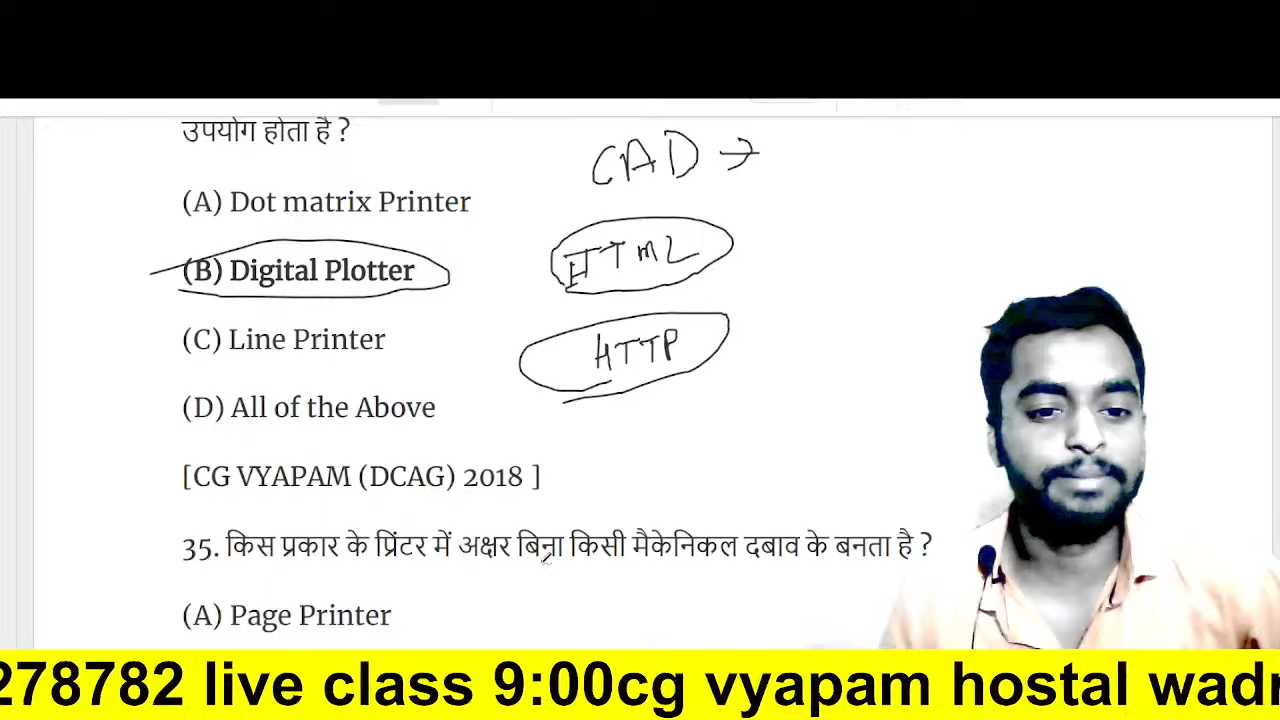 उपयोग होता है ?
CAD →
(A) Dot matrix Printer
(B) Digital Plotter
HTML
(C) Line Printer
HTTP
(D) All of the Above
[CG VYAPAM (DCAG) 2018 ]
35. किस प्रकार के प्रिंटर में अक्षर बिना किसी मैकेनिकल दबाव के बनता है ?
(A) Page Printer
278782 live class 9:00cg vyapam hostal wadr